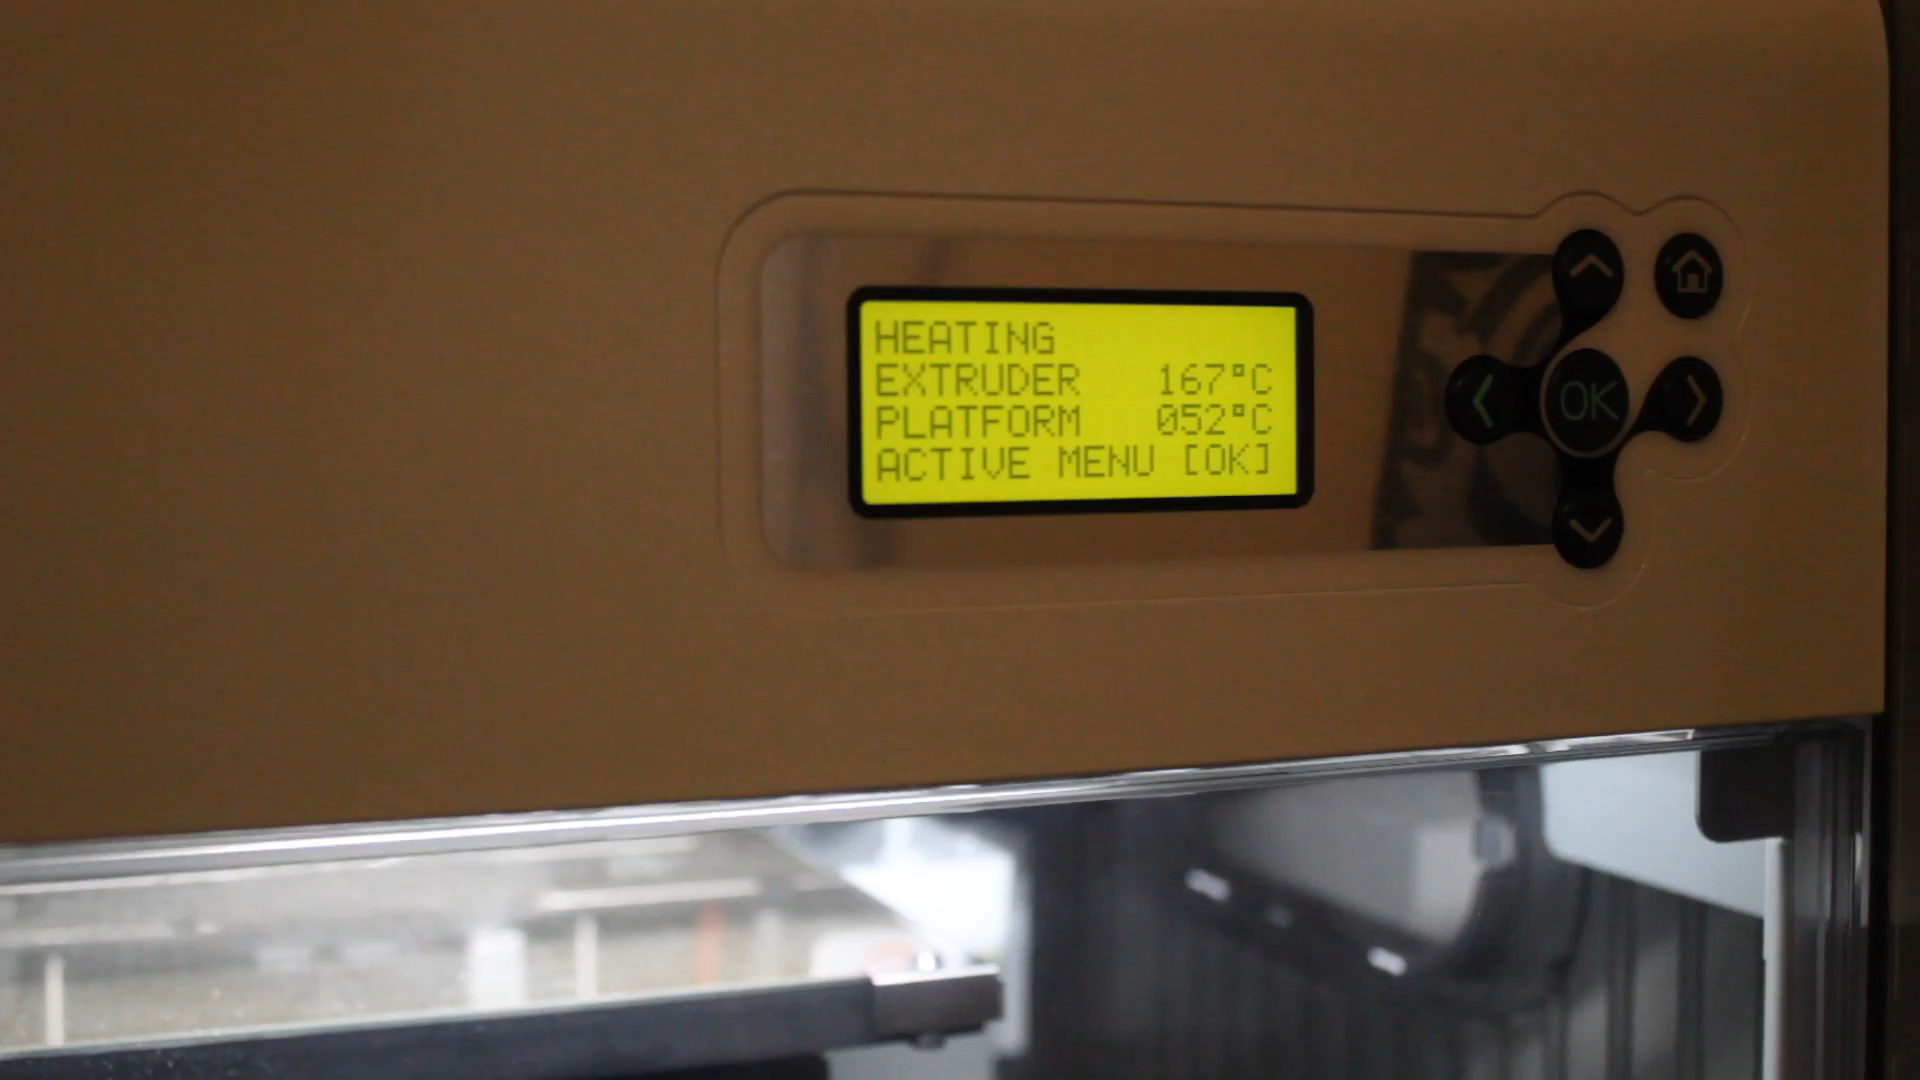 HEATING
EXTRUDER 167°C
PLATFORM 052°C
ACTIVE MENU [OK]
OK